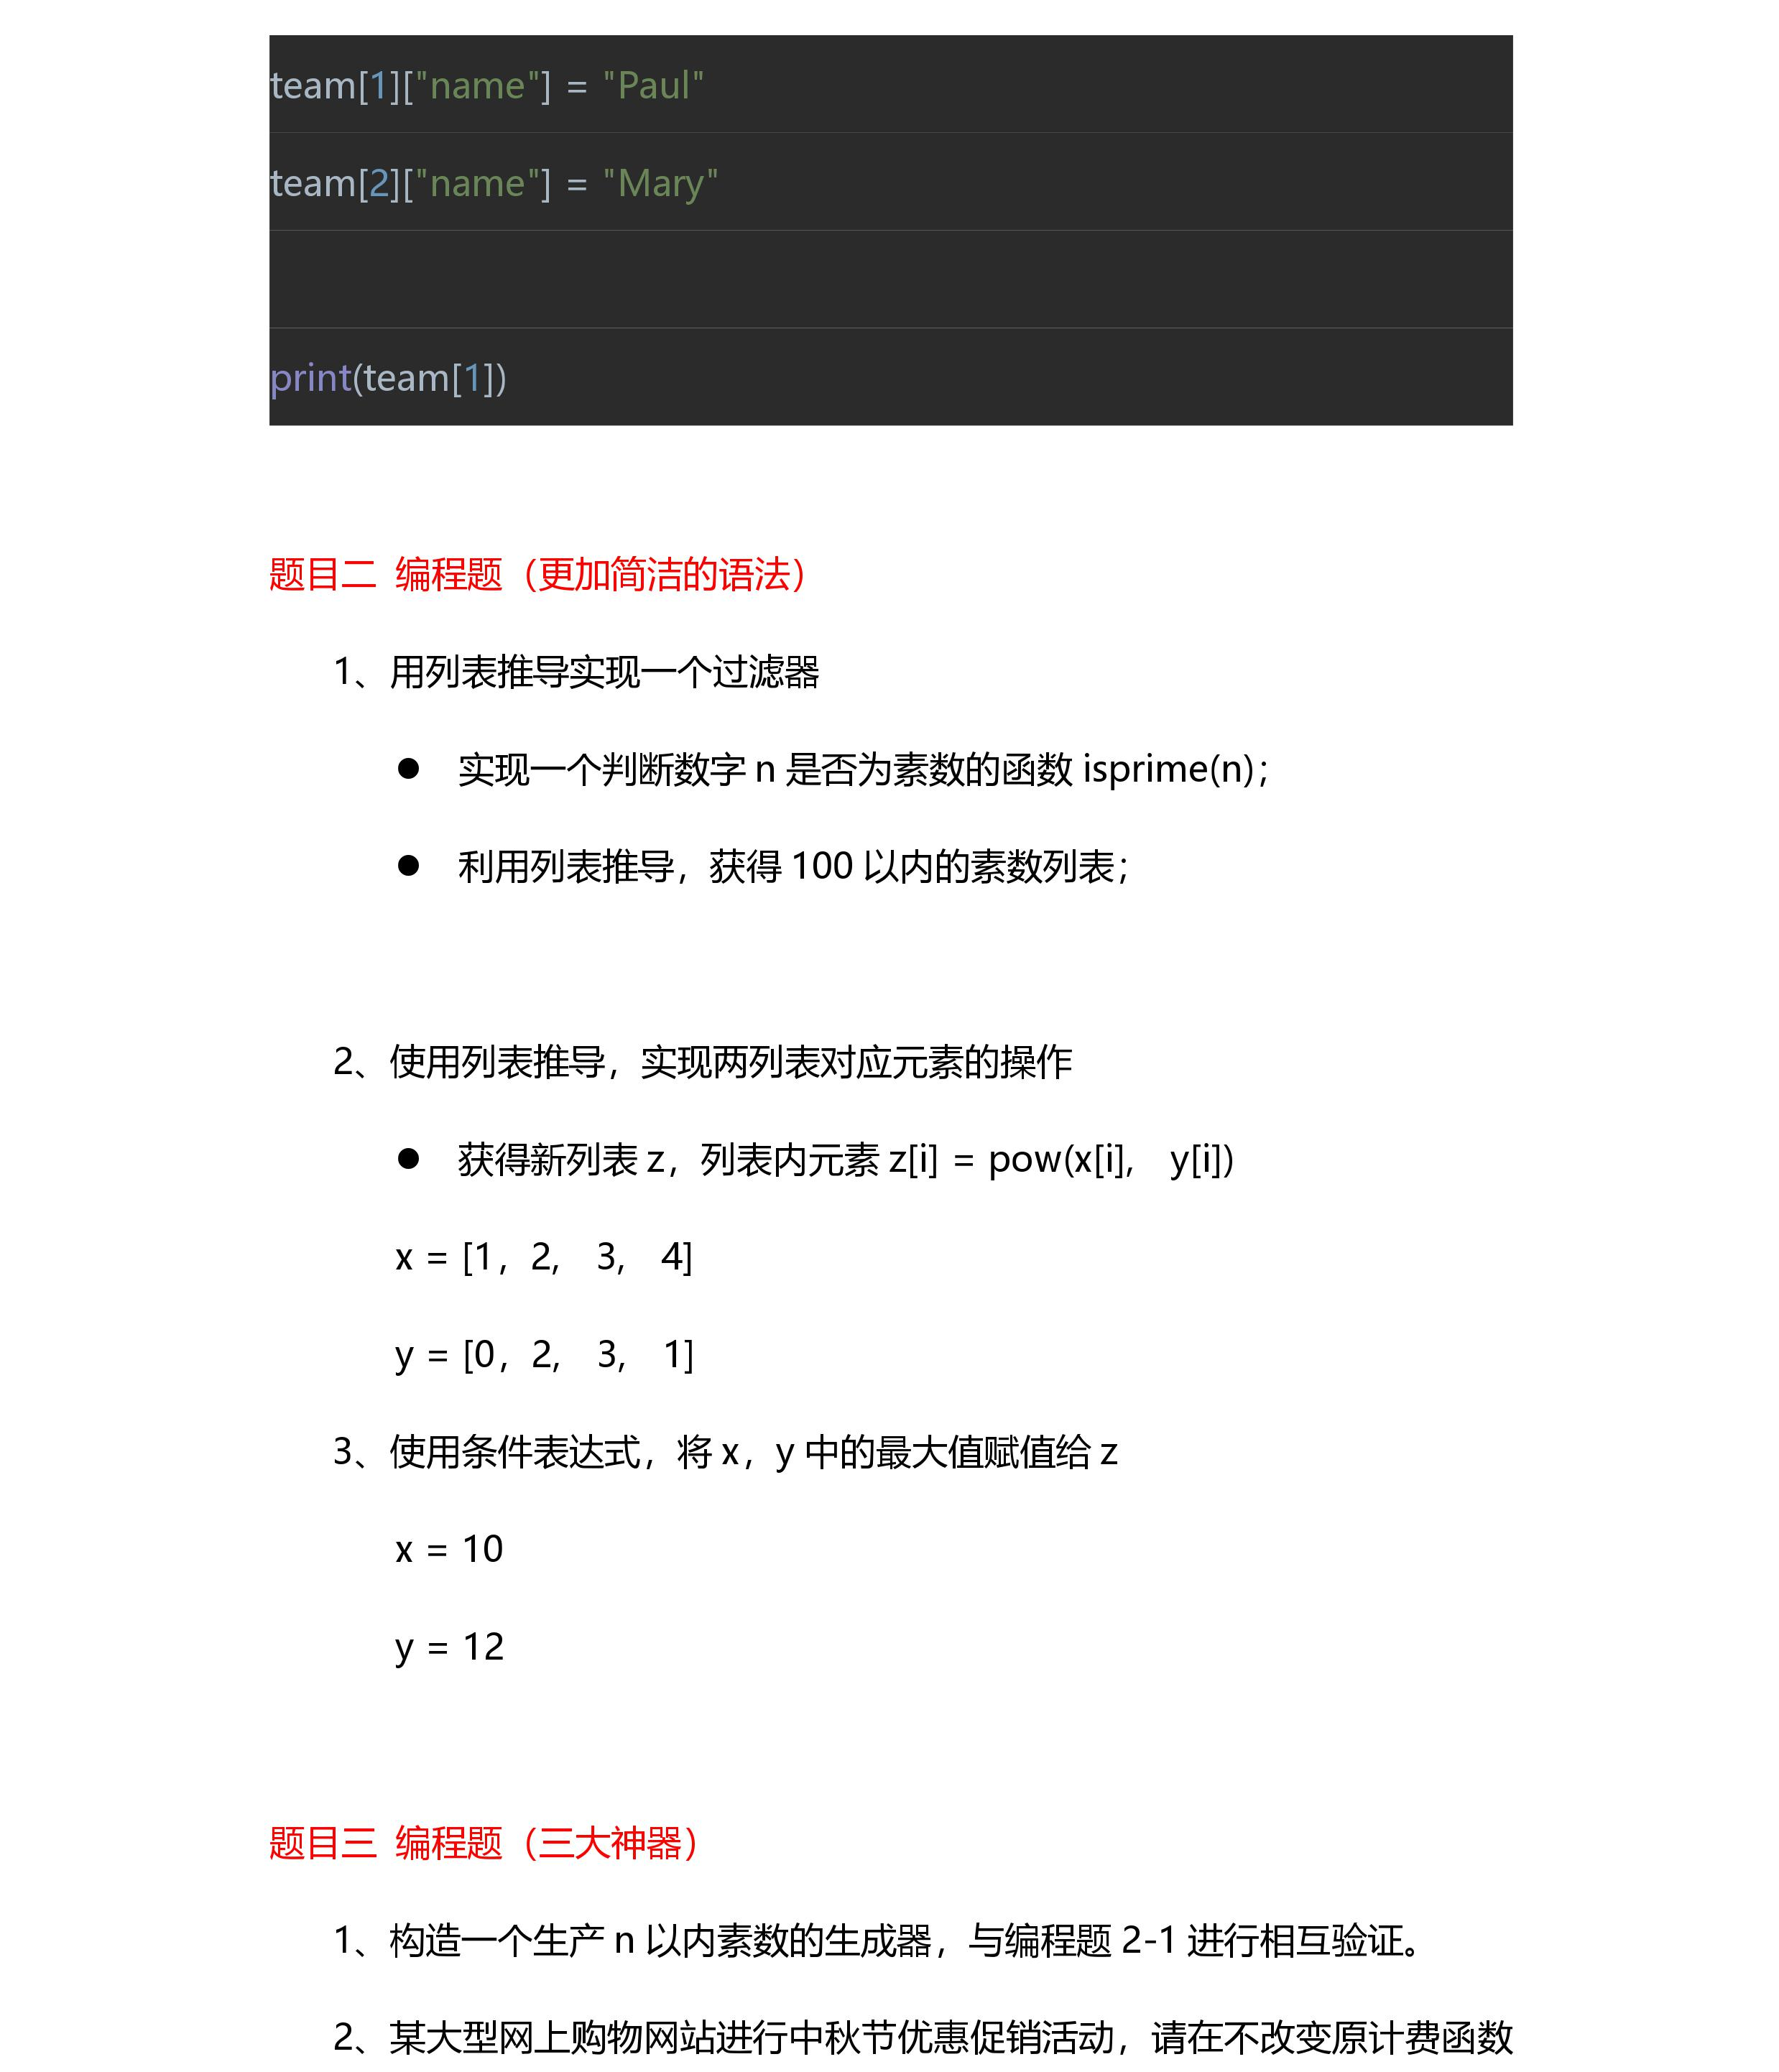 team[1]["name"] = "Paul"
team[2]["name"] = "Mary"
print(team[1])
题目二 编程题（更加简洁的语法）
1、用列表推导实现一个过滤器
● 实现一个判断数字 n 是否为素数的函数 isprime(n)；
● 利用列表推导，获得 100 以内的素数列表；
2、使用列表推导，实现两列表对应元素的操作
● 获得新列表 z，列表内元素 z[i] = pow(x[i], y[i])
x = [1，2, 3, 4]
y = [0，2, 3, 1]
3、使用条件表达式，将 x，y 中的最大值赋值给 z
x = 10
y = 12
题目三 编程题（三大神器）
1、构造一个生产 n 以内素数的生成器，与编程题 2-1 进行相互验证。
2、某大型网上购物网站进行中秋节优惠促销活动，请在不改变原计费函数